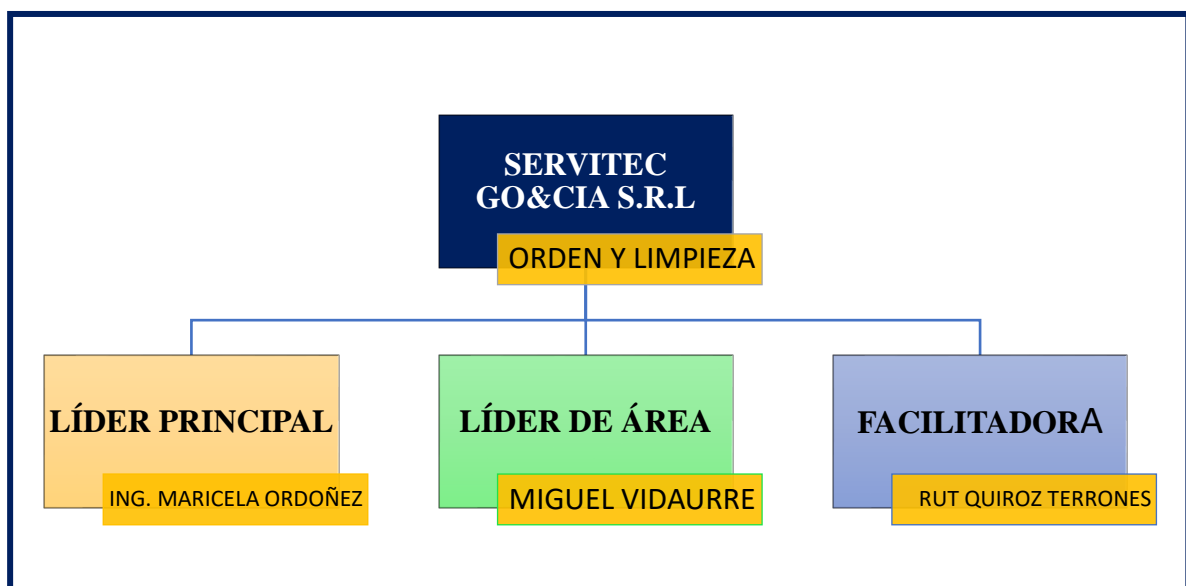 SERVITEC
GO&CIA S.R.L
ORDEN Y LIMPIEZA
LÍDER PRINCIPAL
ING. MARICELA ORDOÑEZ
LÍDER DE ÁREA
MIGUEL VIDAURRE
FACILITADORA
RUT QUIROZ TERRONES